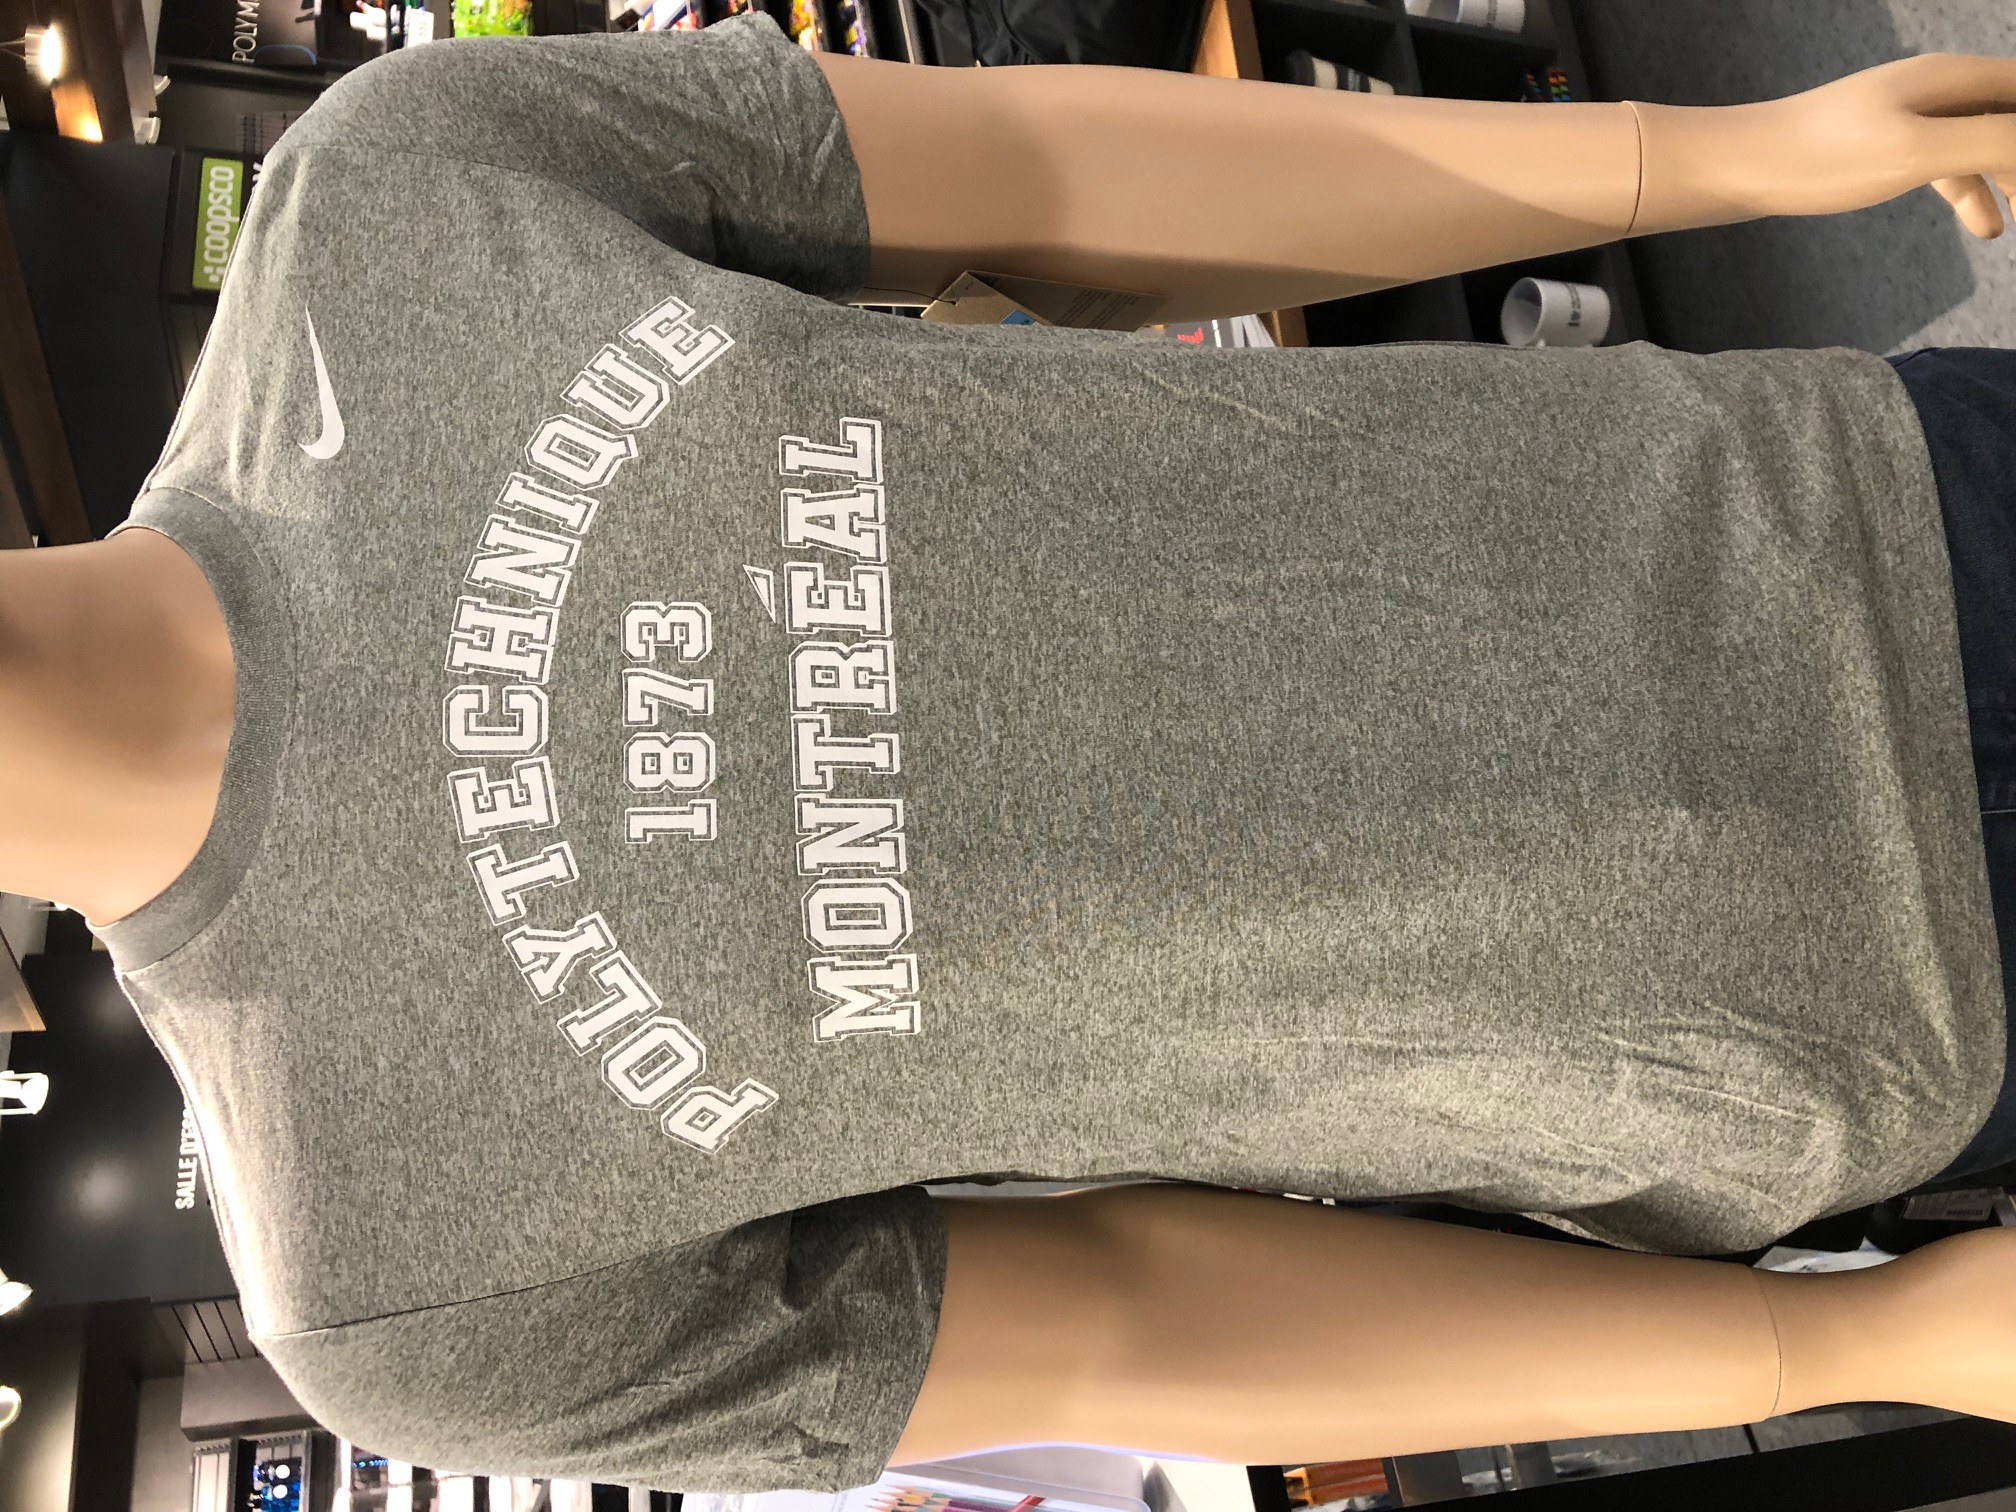 POLYTECHNIQUE
1873
MONTRÉAL
coopsco